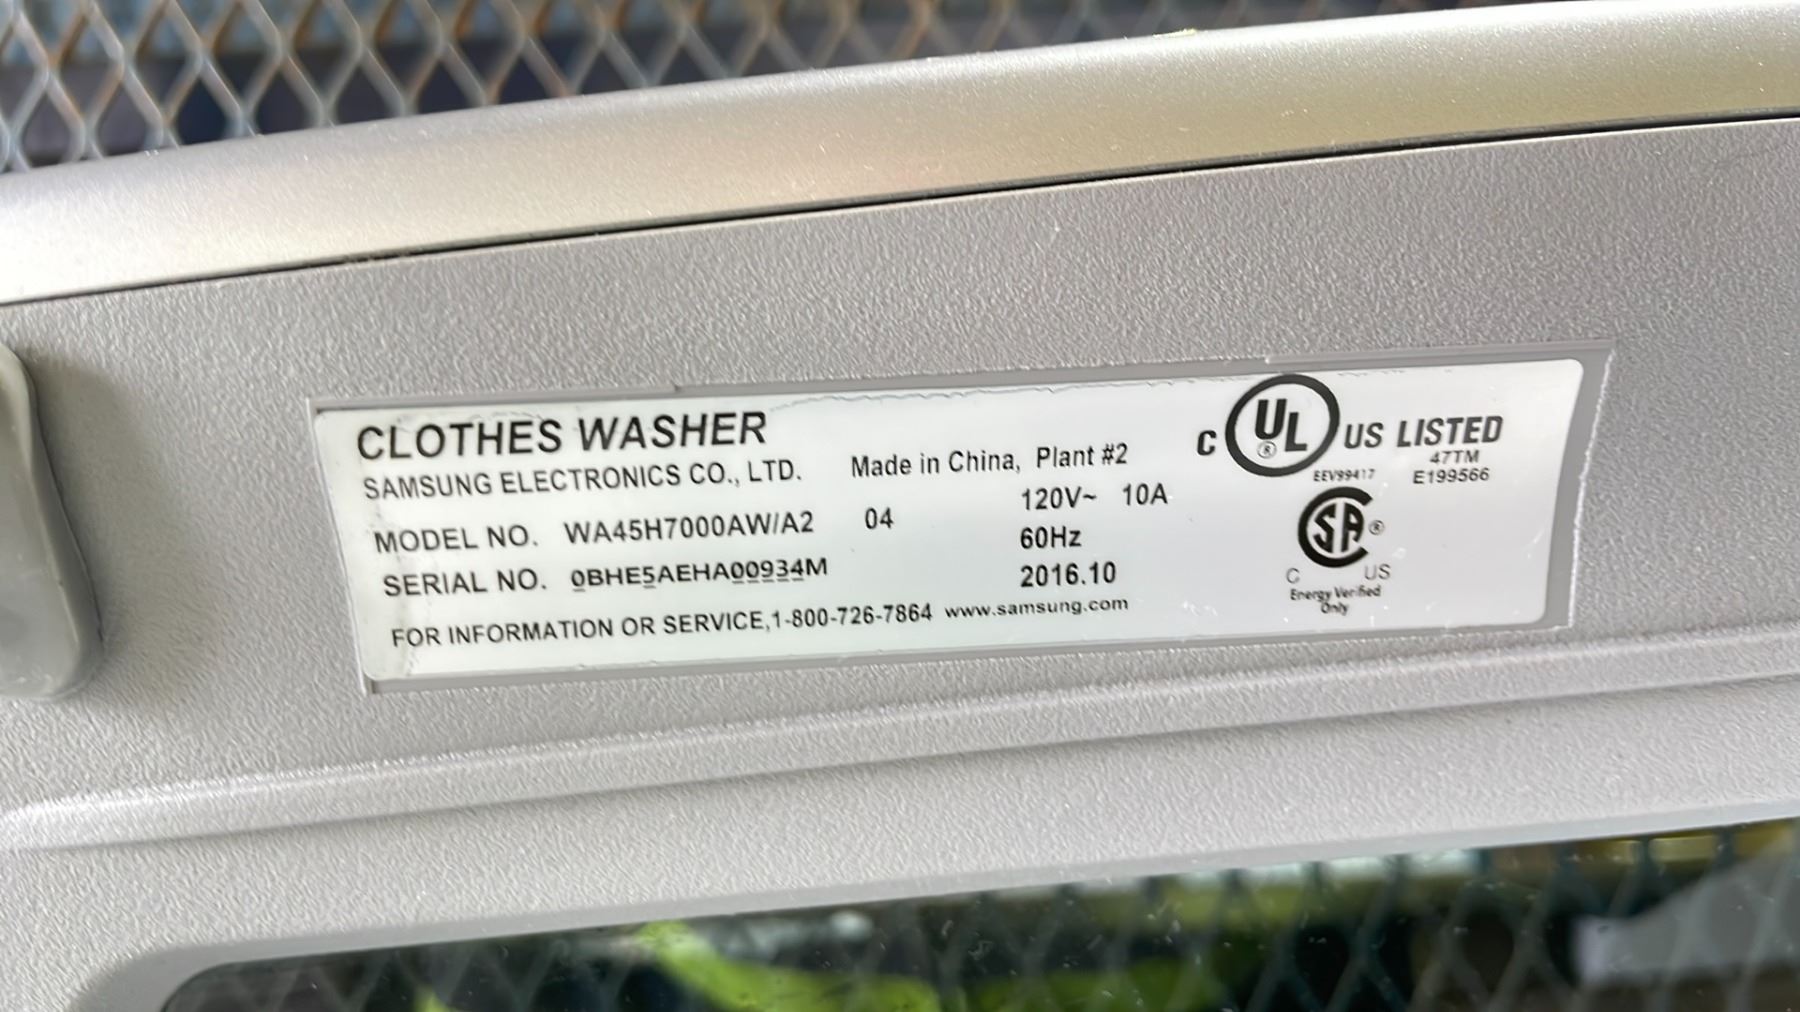 CLOTHES WASHER
SAMSUNG ELECTRONICS CO., LTD. Made in China, Plant #2
MODEL NO. WA45H7000AW/A2 04 120V~ 10A
60Hz
SERIAL NO. 0BHE5AEHA00934M 2016.10
FOR INFORMATION OR SERVICE,1-800-726-7864 www.samsung.com
C UL ® US LISTED
47TM
EEV99417 E199566
SA ®
C US
Energy Verified
Only